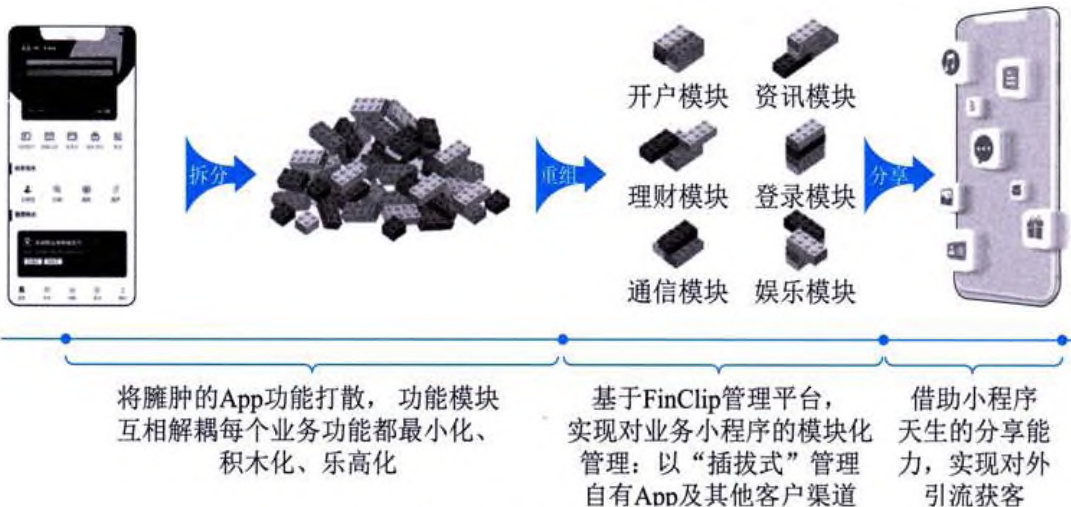 拆分
重组
分享
开户模块
资讯模块
理财模块
登录模块
通信模块
娱乐模块
将臃肿的App功能打散，功能模块
互相解耦每个业务功能都最小化、
积木化、乐高化
基于FinClip管理平台，
实现对业务小程序的模块化
管理：以“插拔式”管理
自有App及其他客户渠道
借助小程序
天生的分享能
力，实现对外
引流获客